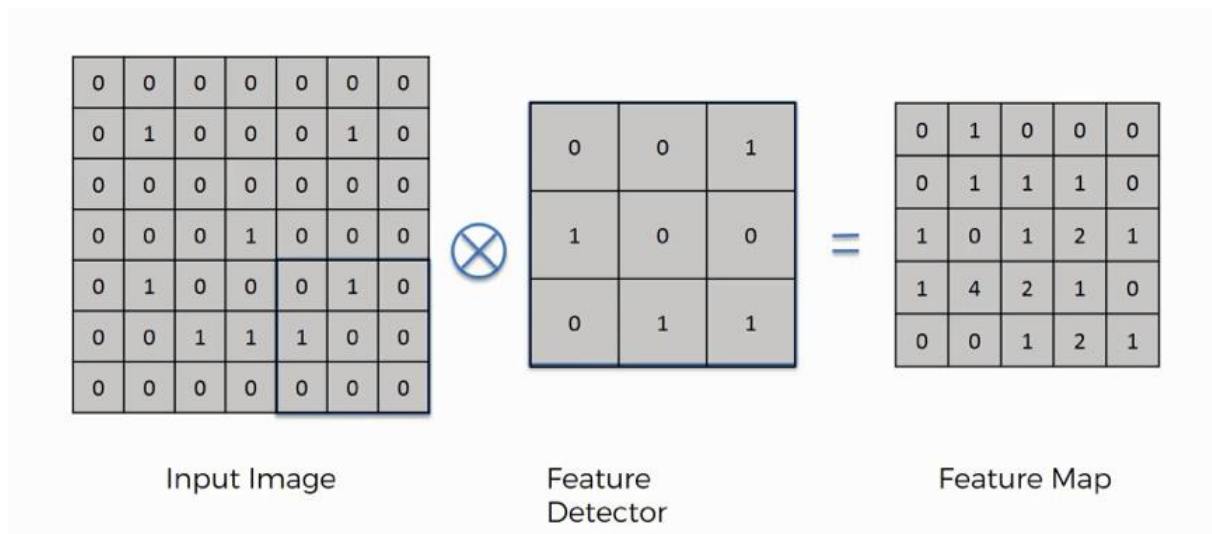 0 0 0 0 0 0 0
0 1 0 0 0 1 0
0 0 0 0 0 0 0
0 0 0 1 0 0 0
0 1 0 0 0 1 0
0 0 1 1 1 0 0
0 0 0 0 0 0 0
0 0 1
1 0 0
0 1 1
=
0 1 0 0 0
0 1 1 1 0
1 0 1 2 1
1 4 2 1 0
0 0 1 2 1
Input Image
Feature
Detector
Feature Map